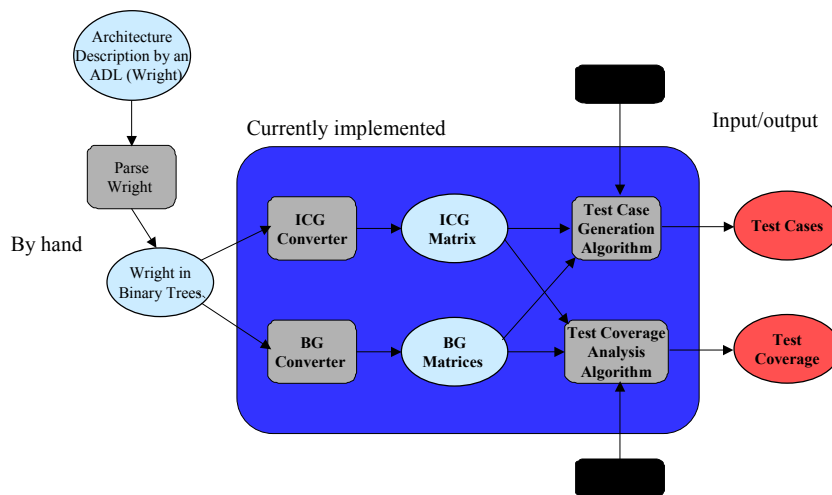 Architecture
Description by an
ADL (Wright)
Parse
Wright
By hand
Wright in
Binary Trees
Currently implemented
Input/output
ICG
Converter
ICG
Matrix
Test Case
Generation
Algorithm
Test Cases
BG
Converter
BG
Matrices
Test Coverage
Analysis
Algorithm
Test
Coverage